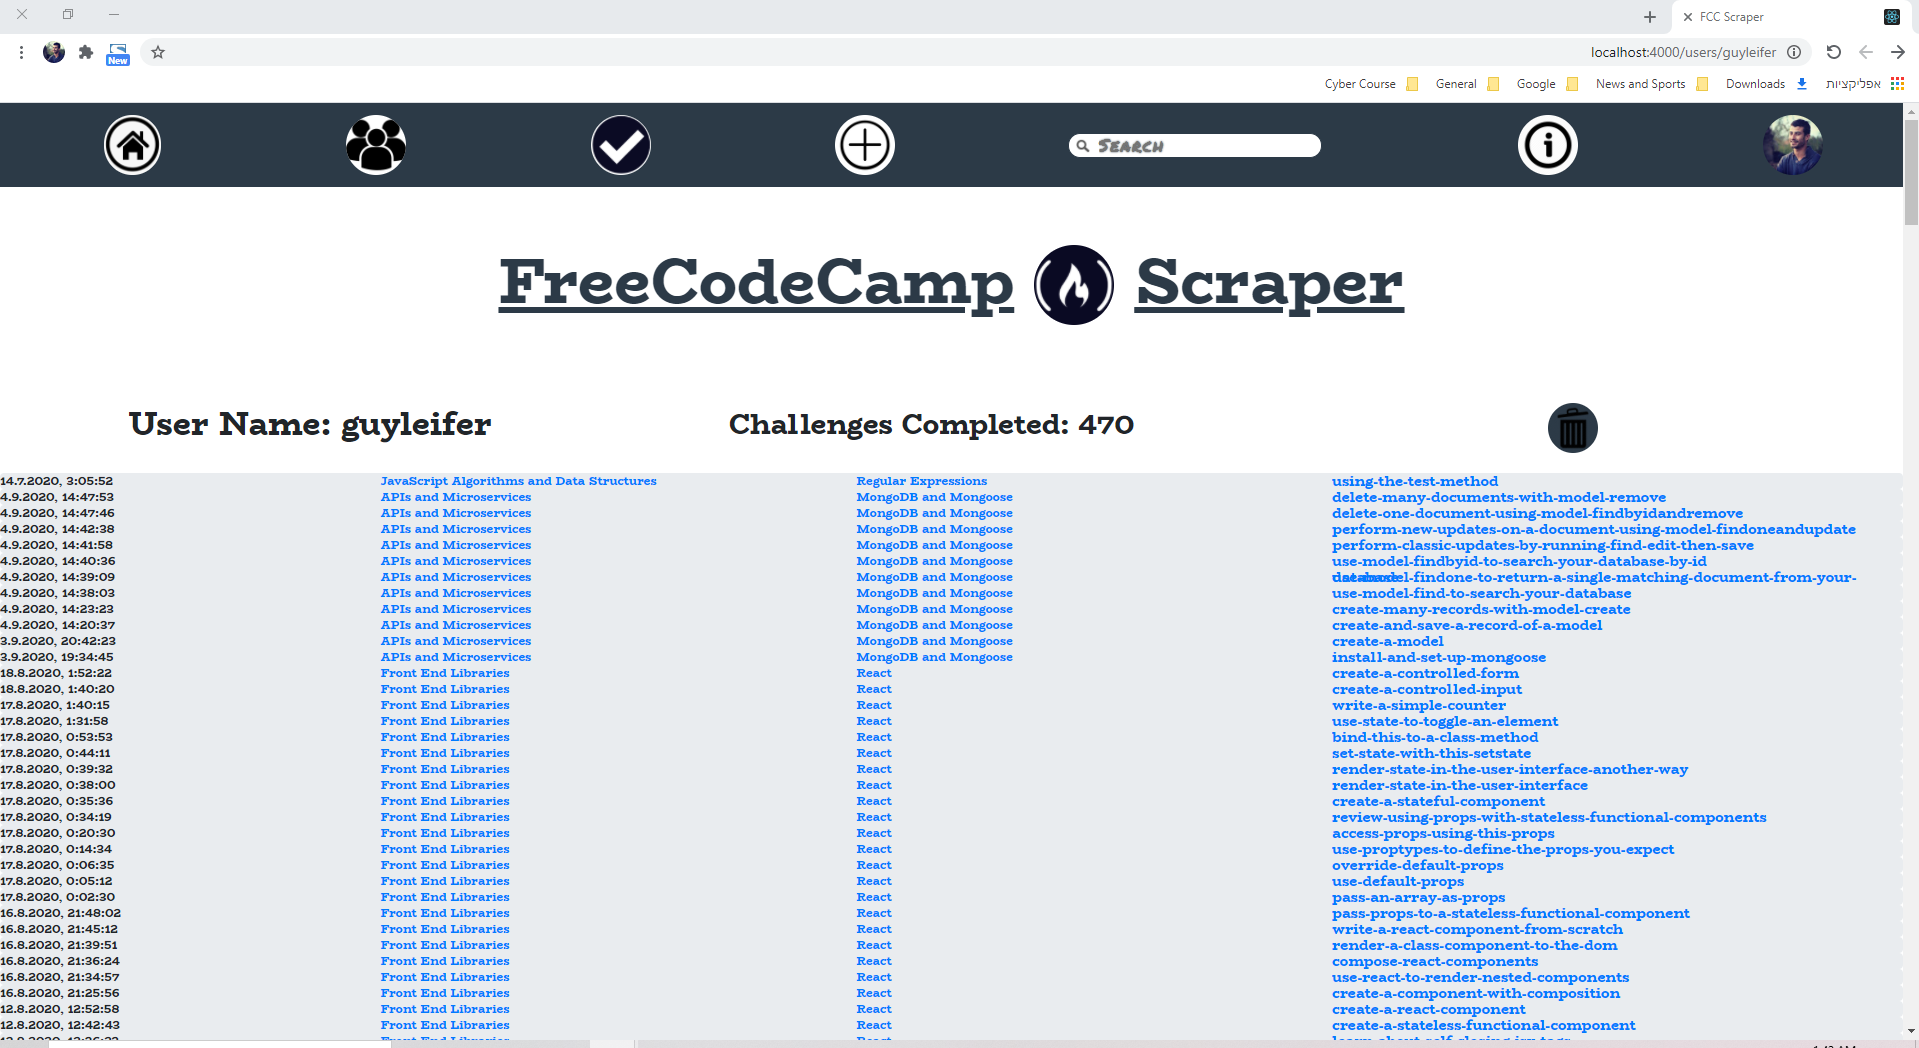 FCC Scraper
New
localhost:4000/users/guyleifer
Cyber Course General Google News and Sports Downloads אפליקציות
Search
FreeCodeCamp Scraper
User Name: guyleifer Challenges Completed: 470
14.7.2020, 3:05:52 JavaScript Algorithms and Data Structures Regular Expressions using-the-test-method
4.9.2020, 14:47:53 APIs and Microservices MongoDB and Mongoose delete-many-documents-with-model-remove
4.9.2020, 14:47:46 APIs and Microservices MongoDB and Mongoose delete-one-document-using-model-findbyidandremove
4.9.2020, 14:42:38 APIs and Microservices MongoDB and Mongoose perform-new-updates-on-a-document-using-model-findoneandupdate
4.9.2020, 14:41:58 APIs and Microservices MongoDB and Mongoose perform-classic-updates-by-running-find-edit-then-save
4.9.2020, 14:40:36 APIs and Microservices MongoDB and Mongoose use-model-findbyid-to-search-your-database-by-id
4.9.2020, 14:39:09 APIs and Microservices MongoDB and Mongoose use-model-findone-to-return-a-single-matching-document-from-your-
database
4.9.2020, 14:38:03 APIs and Microservices MongoDB and Mongoose use-model-find-to-search-your-database
4.9.2020, 14:23:23 APIs and Microservices MongoDB and Mongoose create-many-records-with-model-create
4.9.2020, 14:20:37 APIs and Microservices MongoDB and Mongoose create-and-save-a-record-of-a-model
3.9.2020, 20:42:23 APIs and Microservices MongoDB and Mongoose create-a-model
3.9.2020, 19:34:45 APIs and Microservices MongoDB and Mongoose install-and-set-up-mongoose
18.8.2020, 1:52:22 Front End Libraries React create-a-controlled-form
18.8.2020, 1:40:20 Front End Libraries React create-a-controlled-input
17.8.2020, 1:40:15 Front End Libraries React write-a-simple-counter
17.8.2020, 1:31:58 Front End Libraries React use-state-to-toggle-an-element
17.8.2020, 0:53:53 Front End Libraries React bind-this-to-a-class-method
17.8.2020, 0:44:11 Front End Libraries React set-state-with-this-setstate
17.8.2020, 0:39:32 Front End Libraries React render-state-in-the-user-interface-another-way
17.8.2020, 0:38:00 Front End Libraries React render-state-in-the-user-interface
17.8.2020, 0:35:36 Front End Libraries React create-a-stateful-component
17.8.2020, 0:34:19 Front End Libraries React review-using-props-with-stateless-functional-components
17.8.2020, 0:20:30 Front End Libraries React access-props-using-this-props
17.8.2020, 0:14:34 Front End Libraries React use-proptypes-to-define-the-props-you-expect
17.8.2020, 0:06:35 Front End Libraries React override-default-props
17.8.2020, 0:05:12 Front End Libraries React use-default-props
17.8.2020, 0:02:30 Front End Libraries React pass-an-array-as-props
16.8.2020, 21:48:02 Front End Libraries React pass-props-to-a-stateless-functional-component
16.8.2020, 21:45:12 Front End Libraries React write-a-react-component-from-scratch
16.8.2020, 21:39:51 Front End Libraries React render-a-class-component-to-the-dom
16.8.2020, 21:36:24 Front End Libraries React compose-react-components
16.8.2020, 21:34:57 Front End Libraries React use-react-to-render-nested-components
16.8.2020, 21:25:56 Front End Libraries React create-a-component-with-composition
12.8.2020, 12:52:58 Front End Libraries React create-a-react-component
12.8.2020, 12:42:43 Front End Libraries React create-a-stateless-functional-component